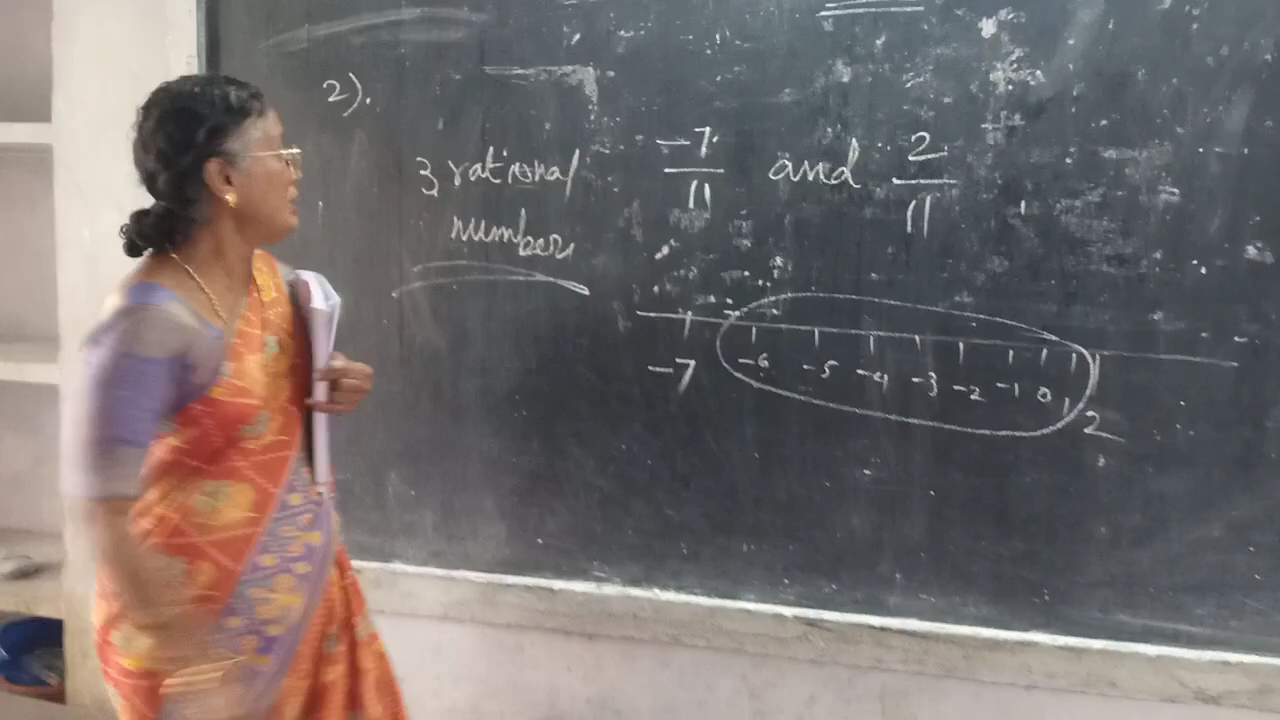 2).
3 rational -7/11 and 2/11
numbers
-7 -6 -5 -4 -3 -2 -1 0 1 2